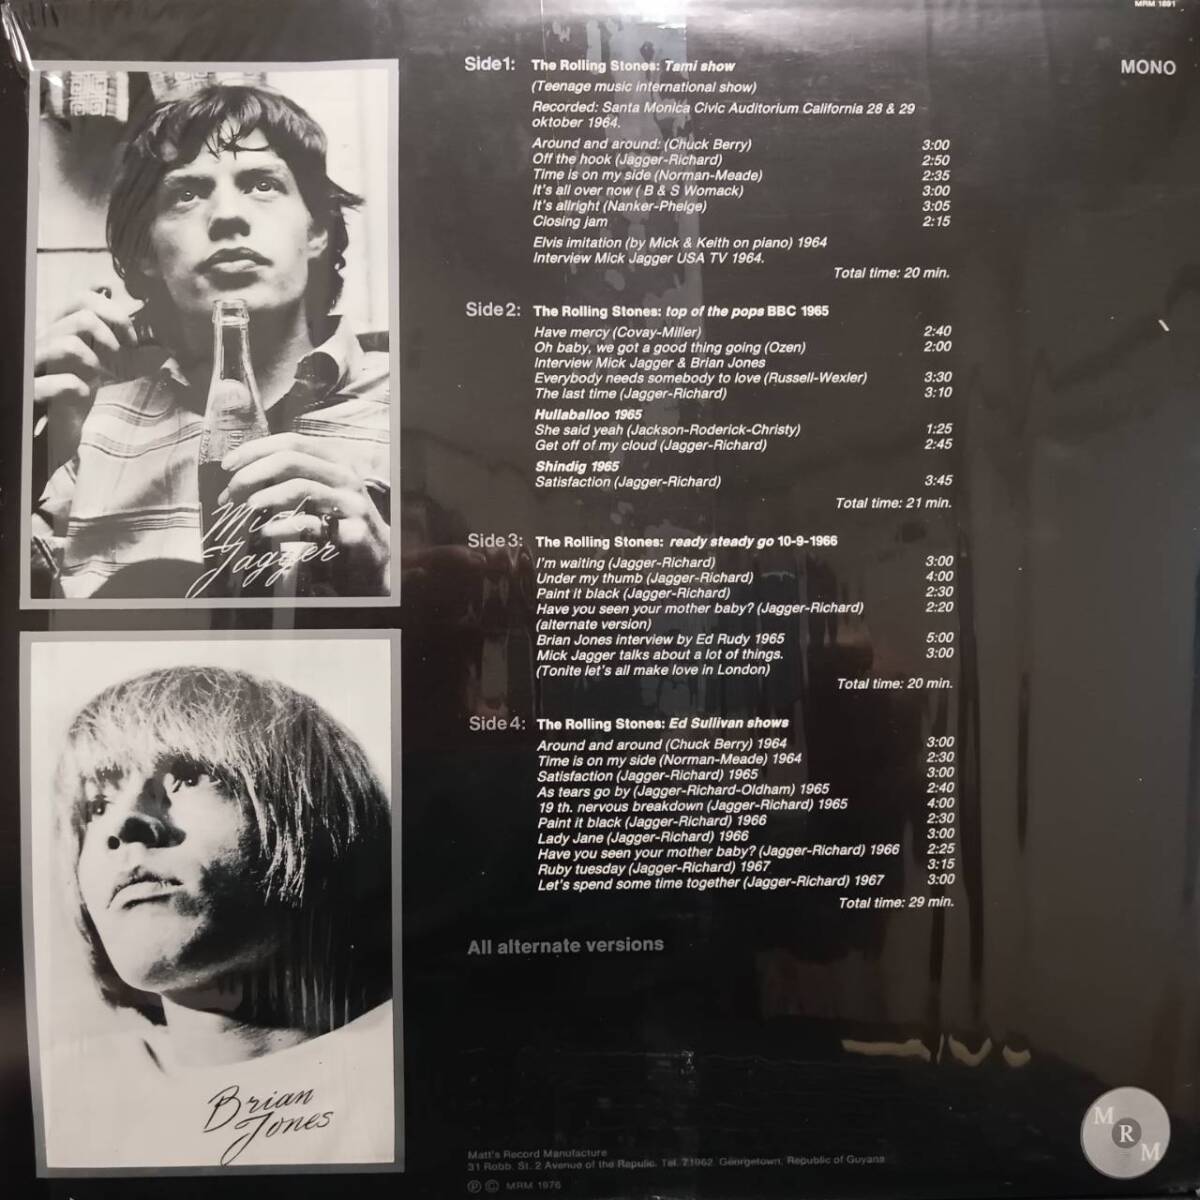 MRM 1891
MONO
Side1: The Rolling Stones: Tami show
(Teenage music international show)
Recorded: Santa Monica Civic Auditorium California 28 & 29
oktober 1964.
Around and around: (Chuck Berry) 3:00
Off the hook (Jagger-Richard) 2:50
Time is on my side (Norman-Meade) 2:35
It's all over now ( B & S Womack) 3:00
It's allright (Nanker-Phelge) 3:05
Closing jam 2:15
Elvis imitation (by Mick & Keith on piano) 1964
Interview Mick Jagger USA TV 1964.
Total time: 20 min.
Side2: The Rolling Stones: top of the pops BBC 1965
Have mercy (Covay-Miller) 2:40
Oh baby, we got a good thing going (Ozen) 2:00
Interview Mick Jagger & Brian Jones
Everybody needs somebody to love (Russell-Wexler) 3:30
The last time (Jagger-Richard) 3:10
Hullaballoo 1965
She said yeah (Jackson-Roderick-Christy) 1:25
Get off of my cloud (Jagger-Richard) 2:45
Shindig 1965
Satisfaction (Jagger-Richard) 3:45
Total time: 21 min.
Side3: The Rolling Stones: ready steady go 10-9-1966
I'm waiting (Jagger-Richard) 3:00
Under my thumb (Jagger-Richard) 4:00
Paint it black (Jagger-Richard) 2:30
Have you seen your mother baby? (Jagger-Richard) 2:20
(alternate version)
Brian Jones interview by Ed Rudy 1965 5:00
Mick Jagger talks about a lot of things. 3:00
(Tonite let's all make love in London)
Total time: 20 min.
Side4: The Rolling Stones: Ed Sullivan shows
Around and around (Chuck Berry) 1964 3:00
Time is on my side (Norman-Meade) 1964 2:30
Satisfaction (Jagger-Richard) 1965 3:00
As tears go by (Jagger-Richard-Oldham) 1965 2:40
19 th. nervous breakdown (Jagger-Richard) 1965 4:00
Paint it black (Jagger-Richard) 1966 2:30
Lady Jane (Jagger-Richard) 1966 3:00
Have you seen your mother baby? (Jagger-Richard) 1966 2:25
Ruby tuesday (Jagger-Richard) 1967 3:15
Let's spend some time together (Jagger-Richard) 1967 3:00
Total time: 29 min.
All alternate versions
Mick
Jagger
Brian
Jones
Matt's Record Manufacture
31 Robb. St. 2 Avenue of the Republic. Tel. 71962 Georgetown, Republic of Guyana
Ⓟ © MRM 1976
MRM